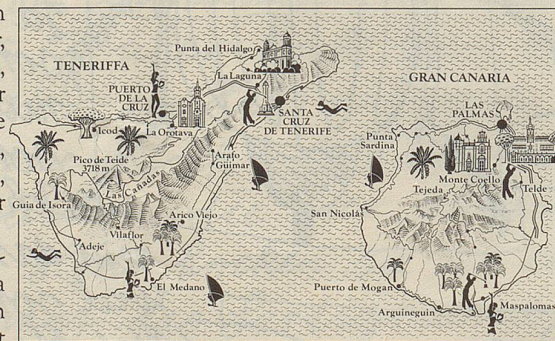 TENERIFFA
Punta del Hidalgo
La Laguna
PUERTO
DE LA
CRUZ
SANTA
CRUZ
DE TENERIFE
Icod
La Orotava
Pico de Teide
3718 m
Las Cañadas
Arafo
Güimar
Guía de Isora
Arico Viejo
Vilaflor
Adeje
El Medano
GRAN CANARIA
LAS
PALMAS
Punta
Sardina
Monte Coello
Tejeda
Telde
San Nicolá
Puerto de Mogan
Arguineguin
Maspalomas